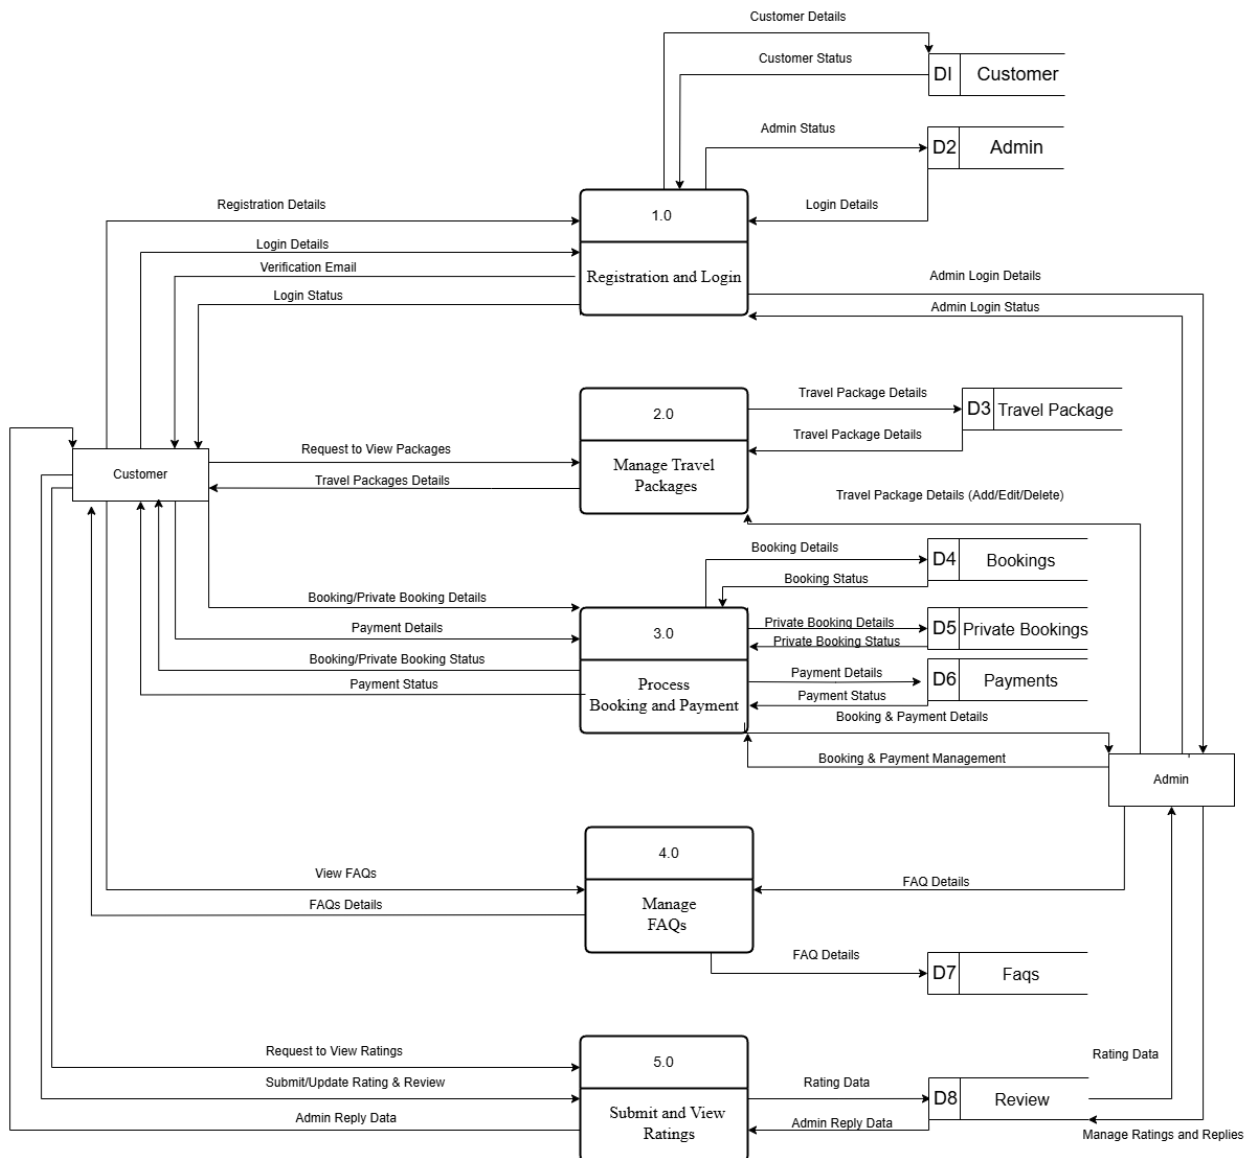 Customer Details
Customer Status
DI Customer
Admin Status
D2 Admin
Registration Details
1.0
Login Details
Login Details
Verification Email
Registration and Login
Admin Login Details
Login Status
Admin Login Status
Travel Package Details
2.0
D3 Travel Package
Travel Package Details
Request to View Packages
Manage Travel
Packages
Customer
Travel Packages Details
Travel Package Details (Add/Edit/Delete)
Booking Details
D4 Bookings
Booking Status
Booking/Private Booking Details
Payment Details
3.0
Private Booking Details
D5 Private Bookings
Private Booking Status
Booking/Private Booking Status
Payment Status
Process
Booking and Payment
Payment Details
D6 Payments
Payment Status
Booking & Payment Details
Booking & Payment Management
Admin
4.0
View FAQs
FAQ Details
FAQs Details
Manage
FAQs
FAQ Details
D7 Faqs
Request to View Ratings
5.0
Rating Data
Submit/Update Rating & Review
Rating Data
D8 Review
Admin Reply Data
Submit and View
Ratings
Admin Reply Data
Manage Ratings and Replies